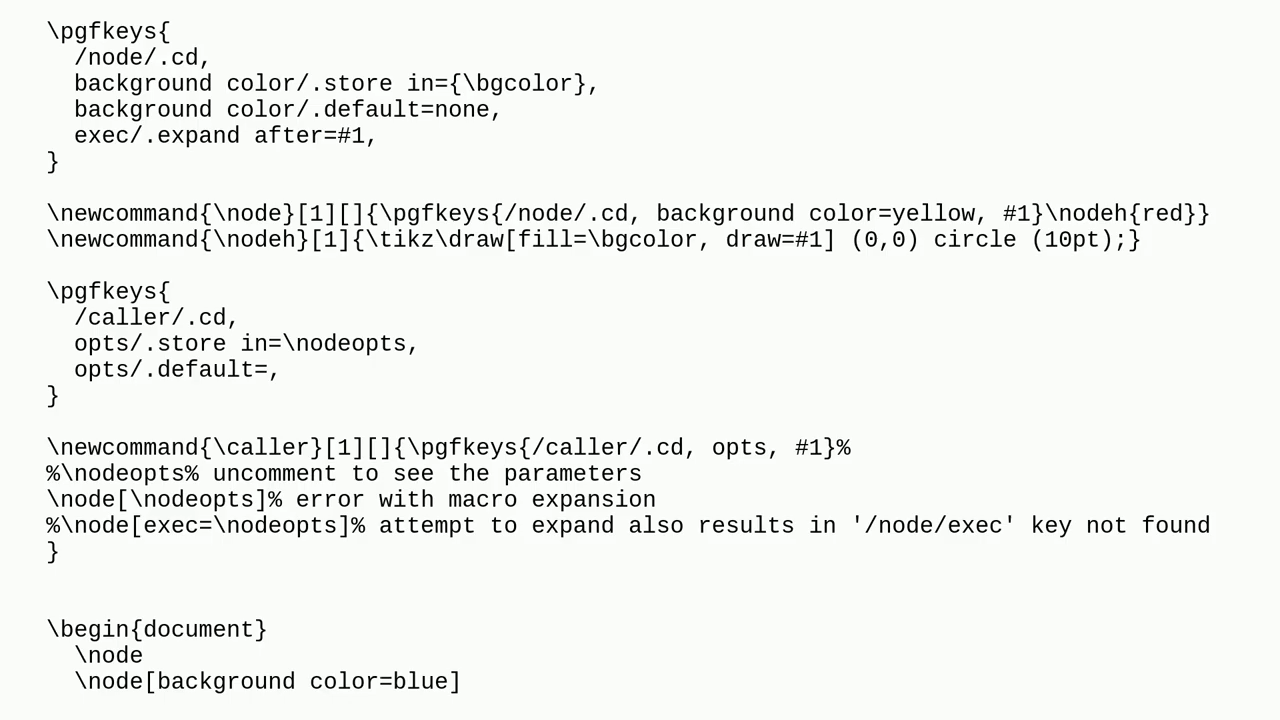 \pgfkeys{
  /node/.cd,
  background color/.store in={\bgcolor},
  background color/.default=none,
  exec/.expand after=#1,
}

\newcommand{\node}[1][]{\pgfkeys{/node/.cd, background color=yellow, #1}\nodeh{red}}
\newcommand{\nodeh}[1]{\tikz\draw[fill=\bgcolor, draw=#1] (0,0) circle (10pt);}

\pgfkeys{
  /caller/.cd,
  opts/.store in=\nodeopts,
  opts/.default=,
}

\newcommand{\caller}[1][]{\pgfkeys{/caller/.cd, opts, #1}%
%\nodeopts% uncomment to see the parameters
\node[\nodeopts]% error with macro expansion
%\node[exec=\nodeopts]% attempt to expand also results in '/node/exec' key not found
}


\begin{document}
  \node
  \node[background color=blue]